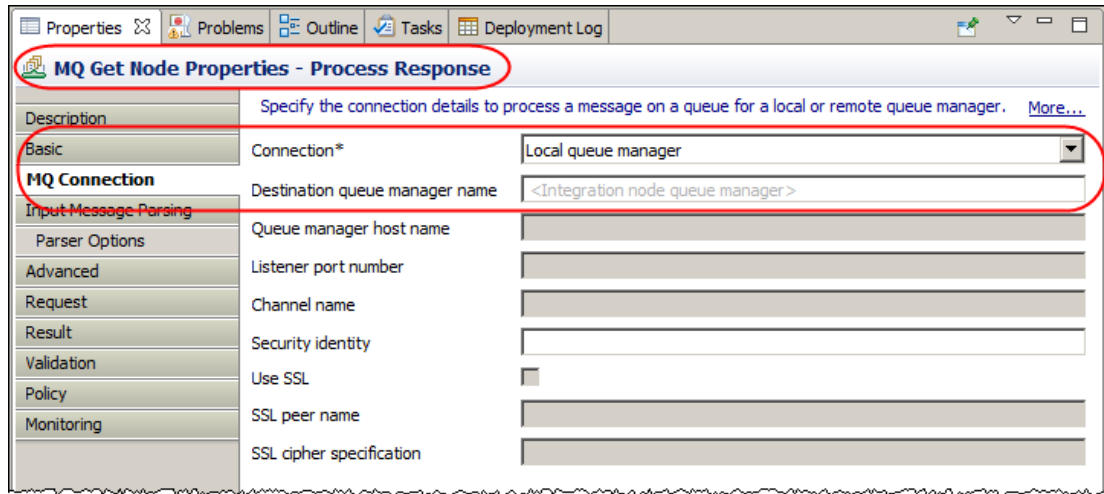 Properties Problems Outline Tasks Deployment Log
MQ Get Node Properties - Process Response
Description
Basic
MQ Connection
Input Message Parsing
Parser Options
Advanced
Request
Result
Validation
Policy
Monitoring
Specify the connection details to process a message on a queue for a local or remote queue manager. More...
Connection* Local queue manager
Destination queue manager name <Integration node queue manager>
Queue manager host name
Listener port number
Channel name
Security identity
Use SSL
SSL peer name
SSL cipher specification